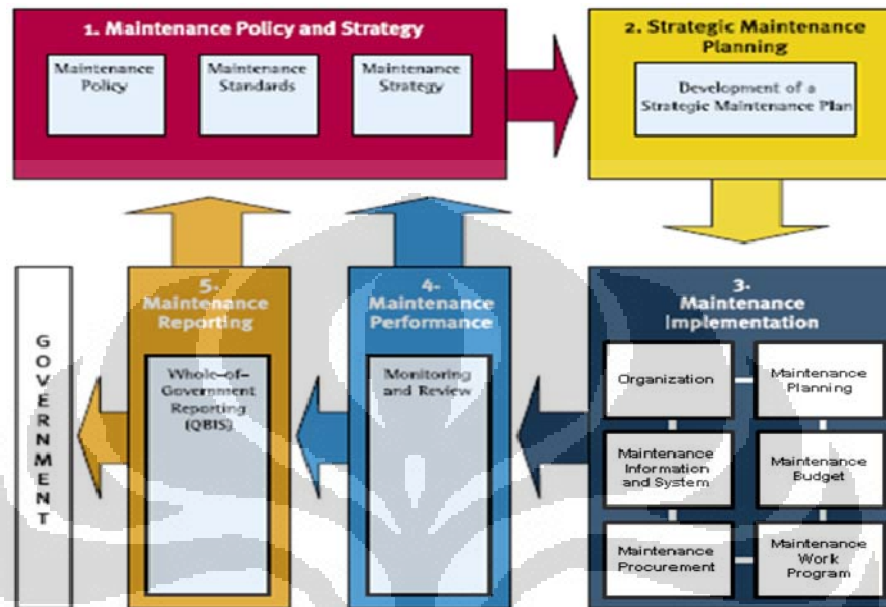 1. Maintenance Policy and Strategy
Maintenance
Policy
Maintenance
Standards
Maintenance
Strategy
2. Strategic Maintenance
Planning
Development of a
Strategic Maintenance Plan
3.
Maintenance
Implementation
Organization
Maintenance
Planning
Maintenance
Information
and System
Maintenance
Budget
Maintenance
Procurement
Maintenance
Work
Program
4.
Maintenance
Performance
Monitoring
and Review
5.
Maintenance
Reporting
Whole-of-
Government
Reporting
(QBIS)
GOVERNMENT